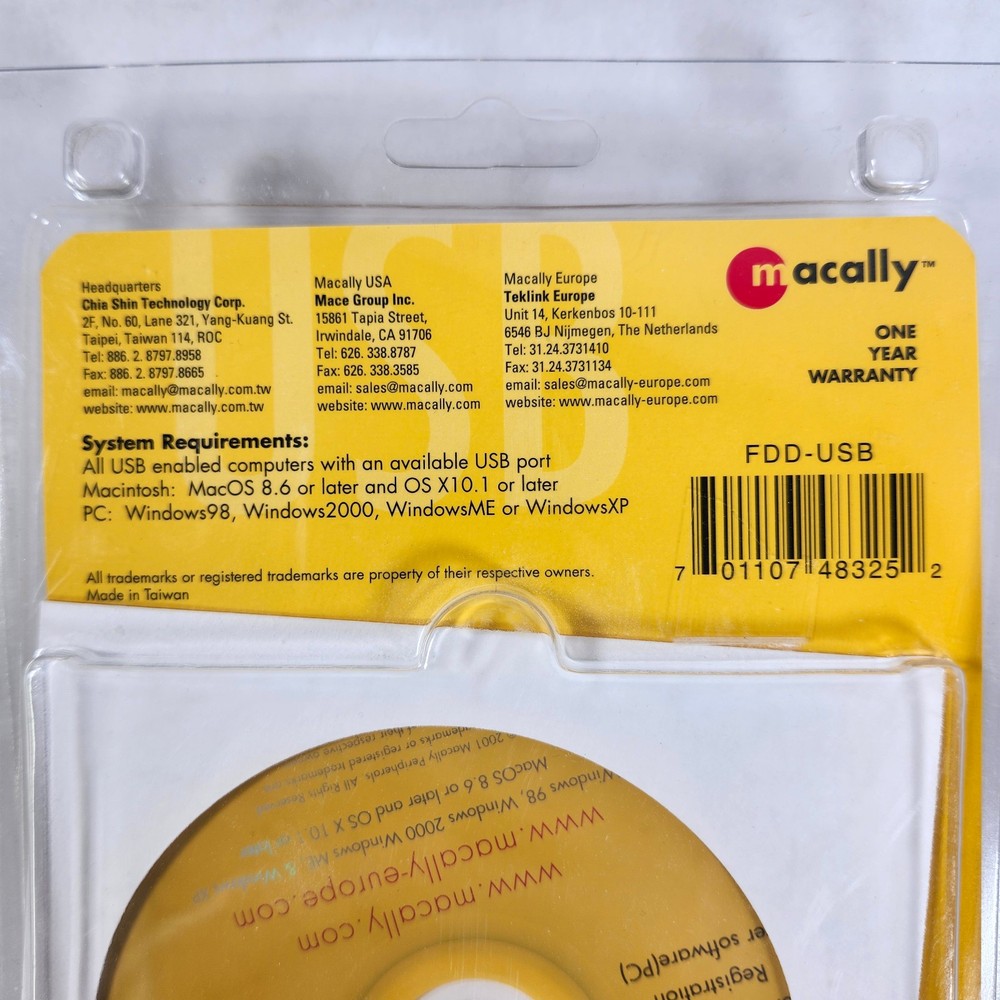 USB
Headquarters
Chia Shin Technology Corp.
2F, No. 60, Lane 321, Yang-Kuang St.
Taipei, Taiwan 114, ROC
Tel: 886. 2. 8797.8958
Fax: 886. 2. 8797.8665
email: macally@macally.com.tw
website: www.macally.com.tw
Macally USA
Mace Group Inc.
15861 Tapia Street,
Irwindale, CA 91706
Tel: 626. 338.8787
Fax: 626. 338.3585
email: sales@macally.com
website: www.macally.com
Macally Europe
Teklink Europe
Unit 14, Kerkenbos 10-111
6546 BJ Nijmegen, The Netherlands
Tel: 31.24.3731410
Fax: 31.24.3731134
email: sales@macally-europe.com
website: www.macally-europe.com
macally™
ONE
YEAR
WARRANTY
System Requirements:
All USB enabled computers with an available USB port
Macintosh: MacOS 8.6 or later and OS X10.1 or later
PC: Windows98, Windows2000, WindowsME or WindowsXP
FDD-USB
7 01107 48325 2
All trademarks or registered trademarks are property of their respective owners.
Made in Taiwan
Registration
er software(PC)
www.macally.com
www.macally-europe.com
Windows 98, Windows 2000 Windows ME & Windows XP
MacOS 8.6 or later and OS X 10.1 or later
© 2001 Macally Peripherals. All Rights Reserved
trademarks or registered trademarks
of their respective